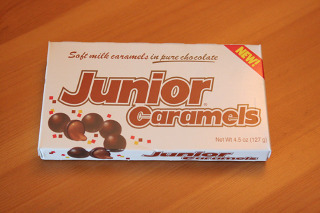 Soft milk caramels in pure chocolate
NEW!
Junior
Caramels
Net Wt 4.5 oz (127 g)
Junior Caramels